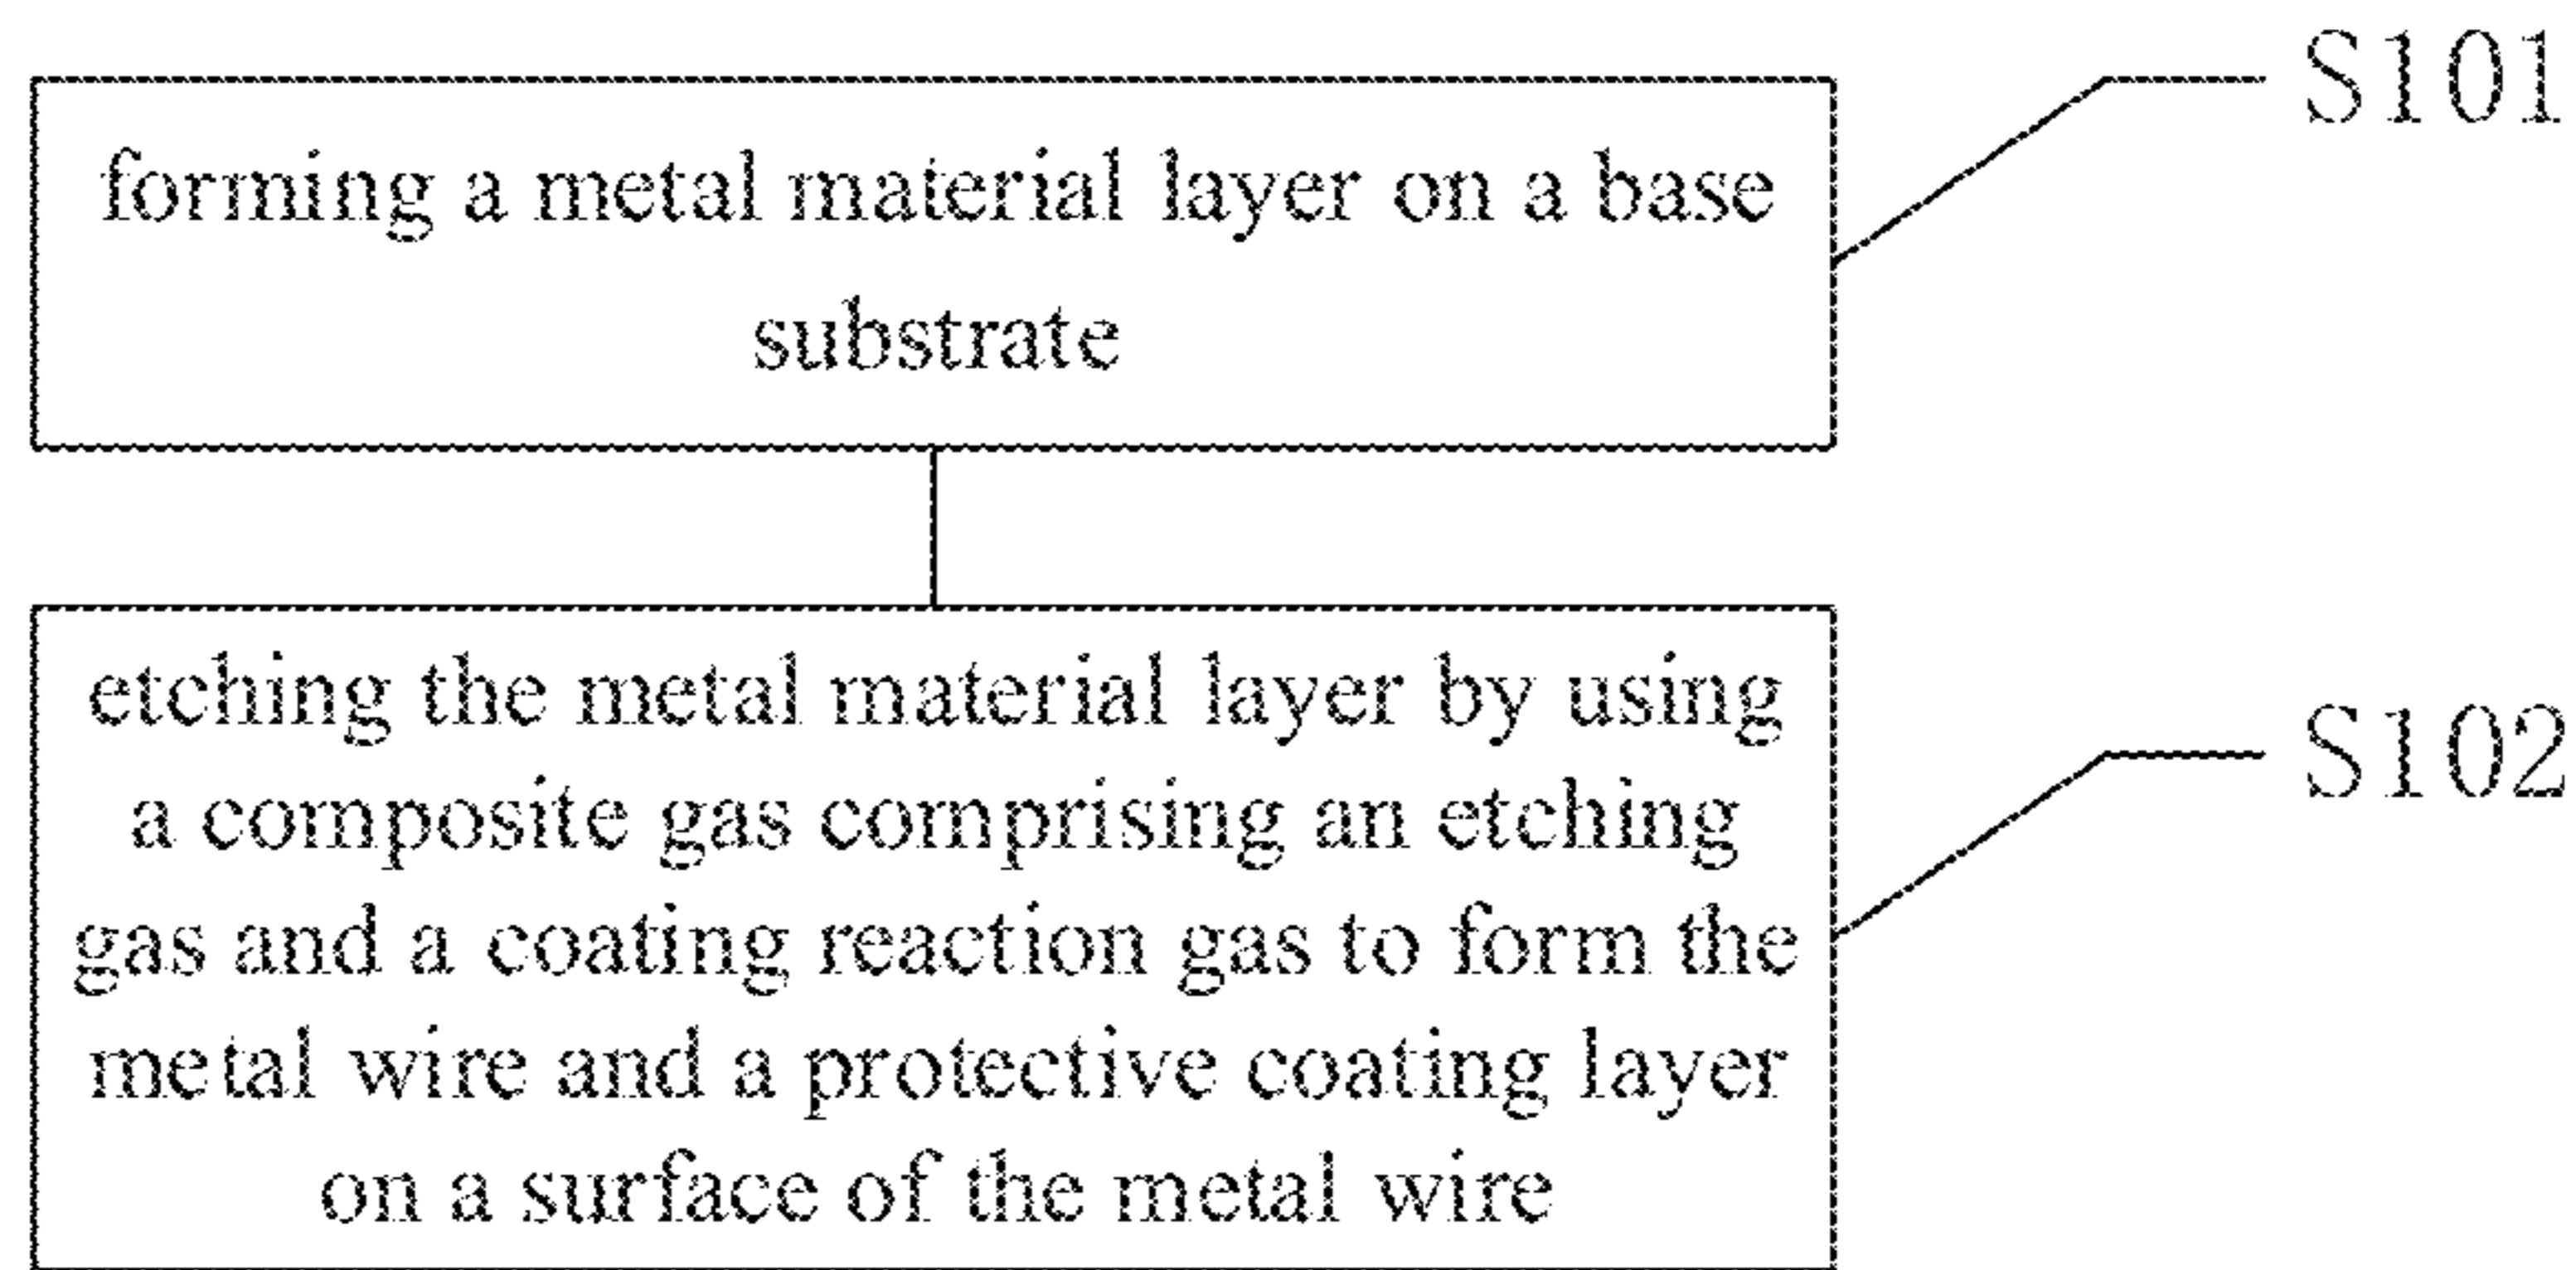 S101
forming a metal material layer on a base
substrate
etching the metal material layer by using
S102
a composite gas comprising an etching
gas and a coating reaction gas to form the
metal wire and a protective coating layer
on a surface of the metal wire